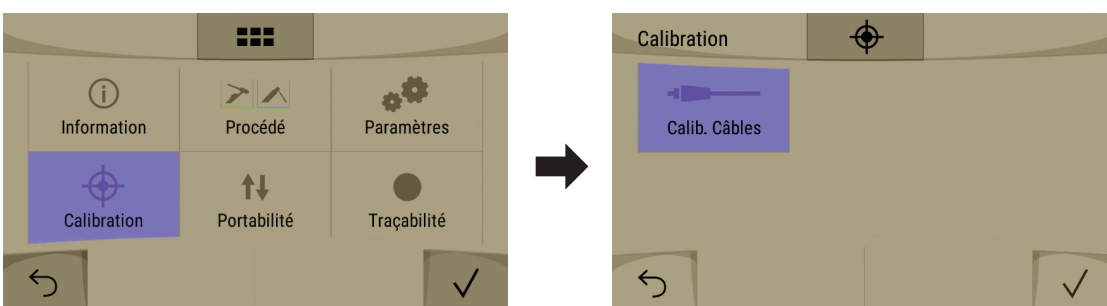 Information
Procédé
Paramètres
Calibration
Portabilité
Traçabilité
Calibration
Calib. Câbles